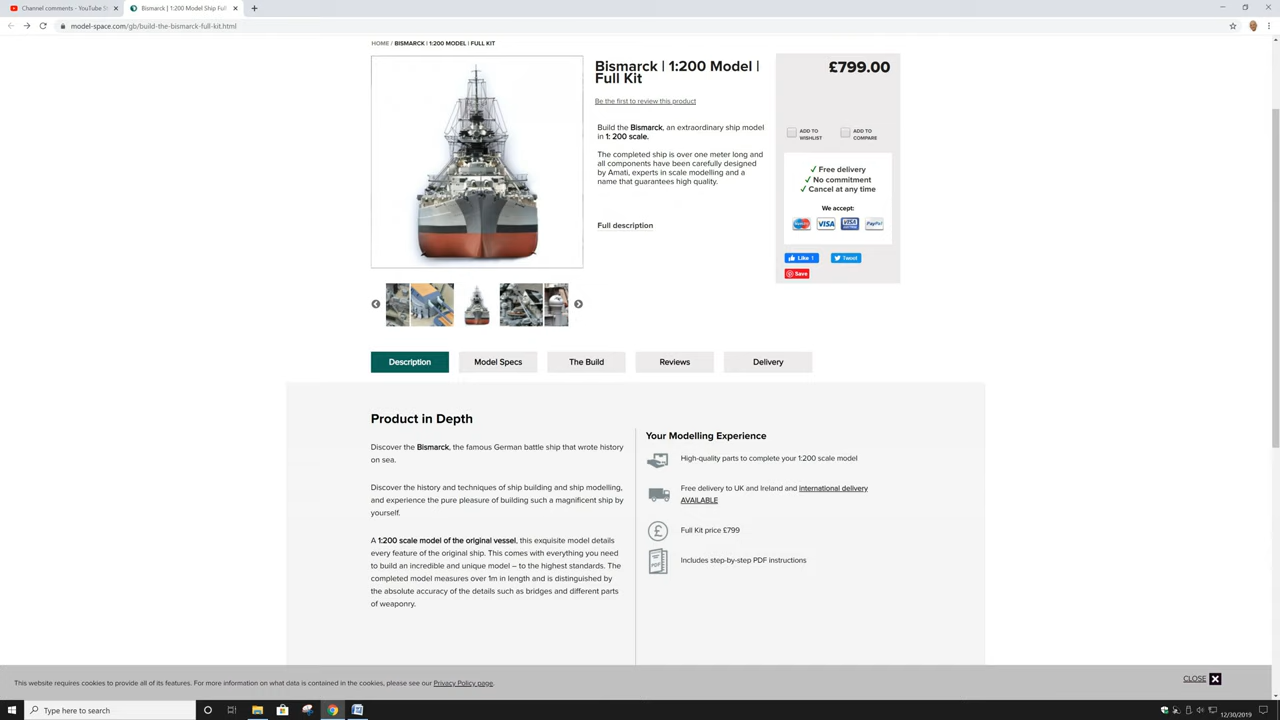 Channel comments - YouTube S
Bismarck | 1:200 Model Ship Ful
model-space.com/gb/build-the-bismarck-full-kit.html
HOME / BISMARCK | 1:200 MODEL | FULL KIT
Bismarck | 1:200 Model |
Full Kit
Be the first to review this product
Build the Bismarck, an extraordinary ship model
in 1: 200 scale.
The completed ship is over one meter long and
all components have been carefully designed
by Amati, experts in scale modelling and a
name that guarantees high quality.
Full description
£799.00
ADD TO
WISHLIST
ADD TO
COMPARE
✓ Free delivery
✓ No commitment
✓ Cancel at any time
We accept:
VISA
VISA
PayPal
Like 1
Tweet
Save
Description
Model Specs
The Build
Reviews
Delivery
Product in Depth
Discover the Bismarck, the famous German battle ship that wrote history
on sea.
Discover the history and techniques of ship building and ship modelling,
and experience the pure pleasure of building such a magnificent ship by
yourself.
A 1:200 scale model of the original vessel, this exquisite model details
every feature of the original ship. This comes with everything you need
to build an incredible and unique model – to the highest standards. The
completed model measures over 1m in length and is distinguished by
the absolute accuracy of the details such as bridges and different parts
of weaponry.
Your Modelling Experience
High-quality parts to complete your 1:200 scale model
Free delivery to UK and Ireland and international delivery
AVAILABLE
£
Full Kit price £799
PDF
Includes step-by-step PDF instructions
This website requires cookies to provide all of its features. For more information on what data is contained in the cookies, please see our Privacy Policy page.
CLOSE
Type here to search
12/30/2019